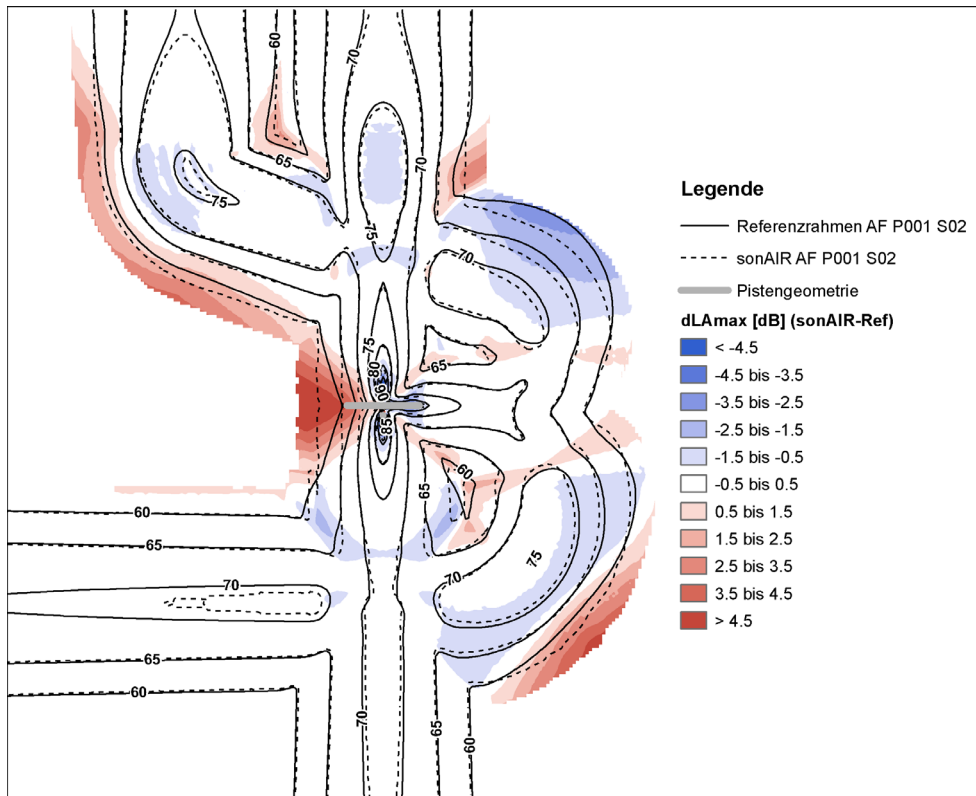 60
70
65
70
75
75
70
75
80
90
85
65
60
65
60
65
75
70
70
65
60
70
60
Legende
Referenzrahmen AF P001 S02
sonAIR AF P001 S02
Pistengeometrie
dLAmax [dB] (sonAIR-Ref)
< -4.5
-4.5 bis -3.5
-3.5 bis -2.5
-2.5 bis -1.5
-1.5 bis -0.5
-0.5 bis 0.5
0.5 bis 1.5
1.5 bis 2.5
2.5 bis 3.5
3.5 bis 4.5
> 4.5